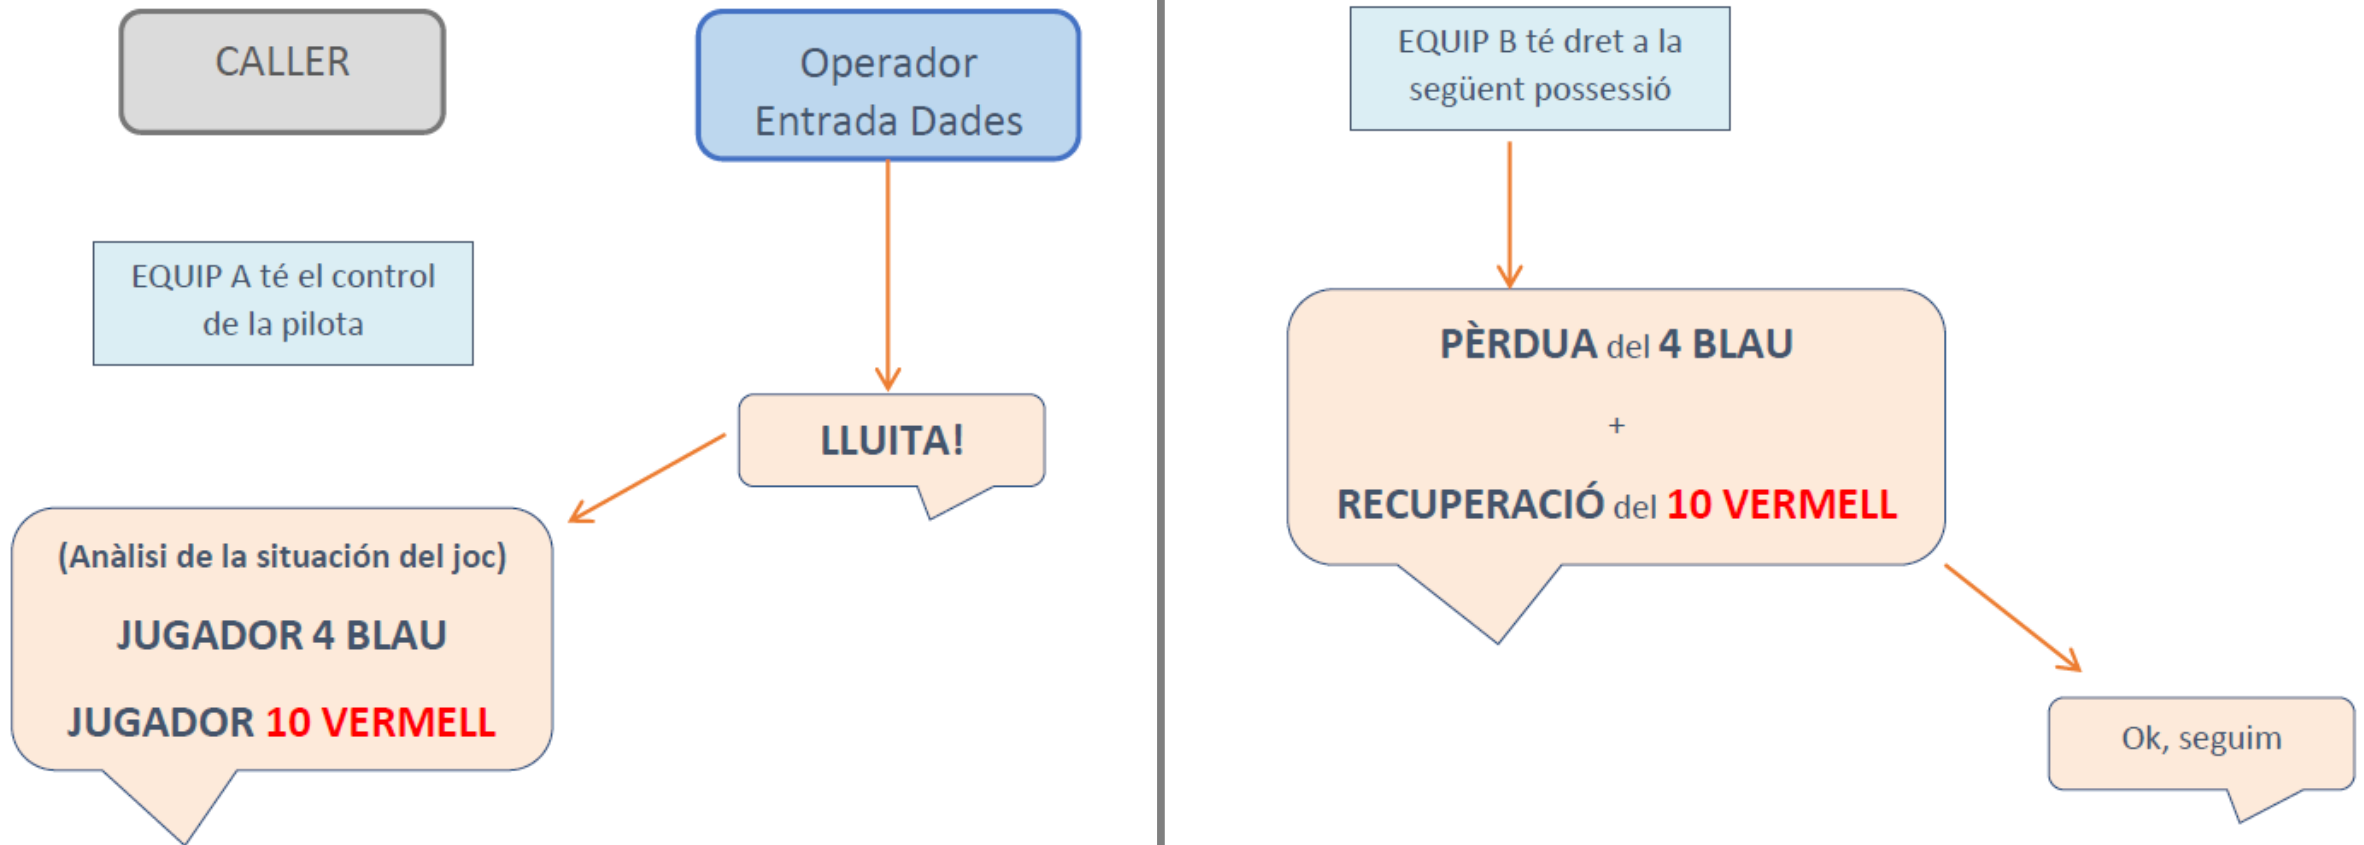 CALLER
Operador
Entrada Dades
EQUIP A té el control
de la pilota
LLUITA!
(Anàlisi de la situación del joc)
JUGADOR 4 BLAU
JUGADOR 10 VERMELL
EQUIP B té dret a la
següent possessió
PÈRDUA del 4 BLAU
+
RECUPERACIÓ del 10 VERMELL
Ok, seguim